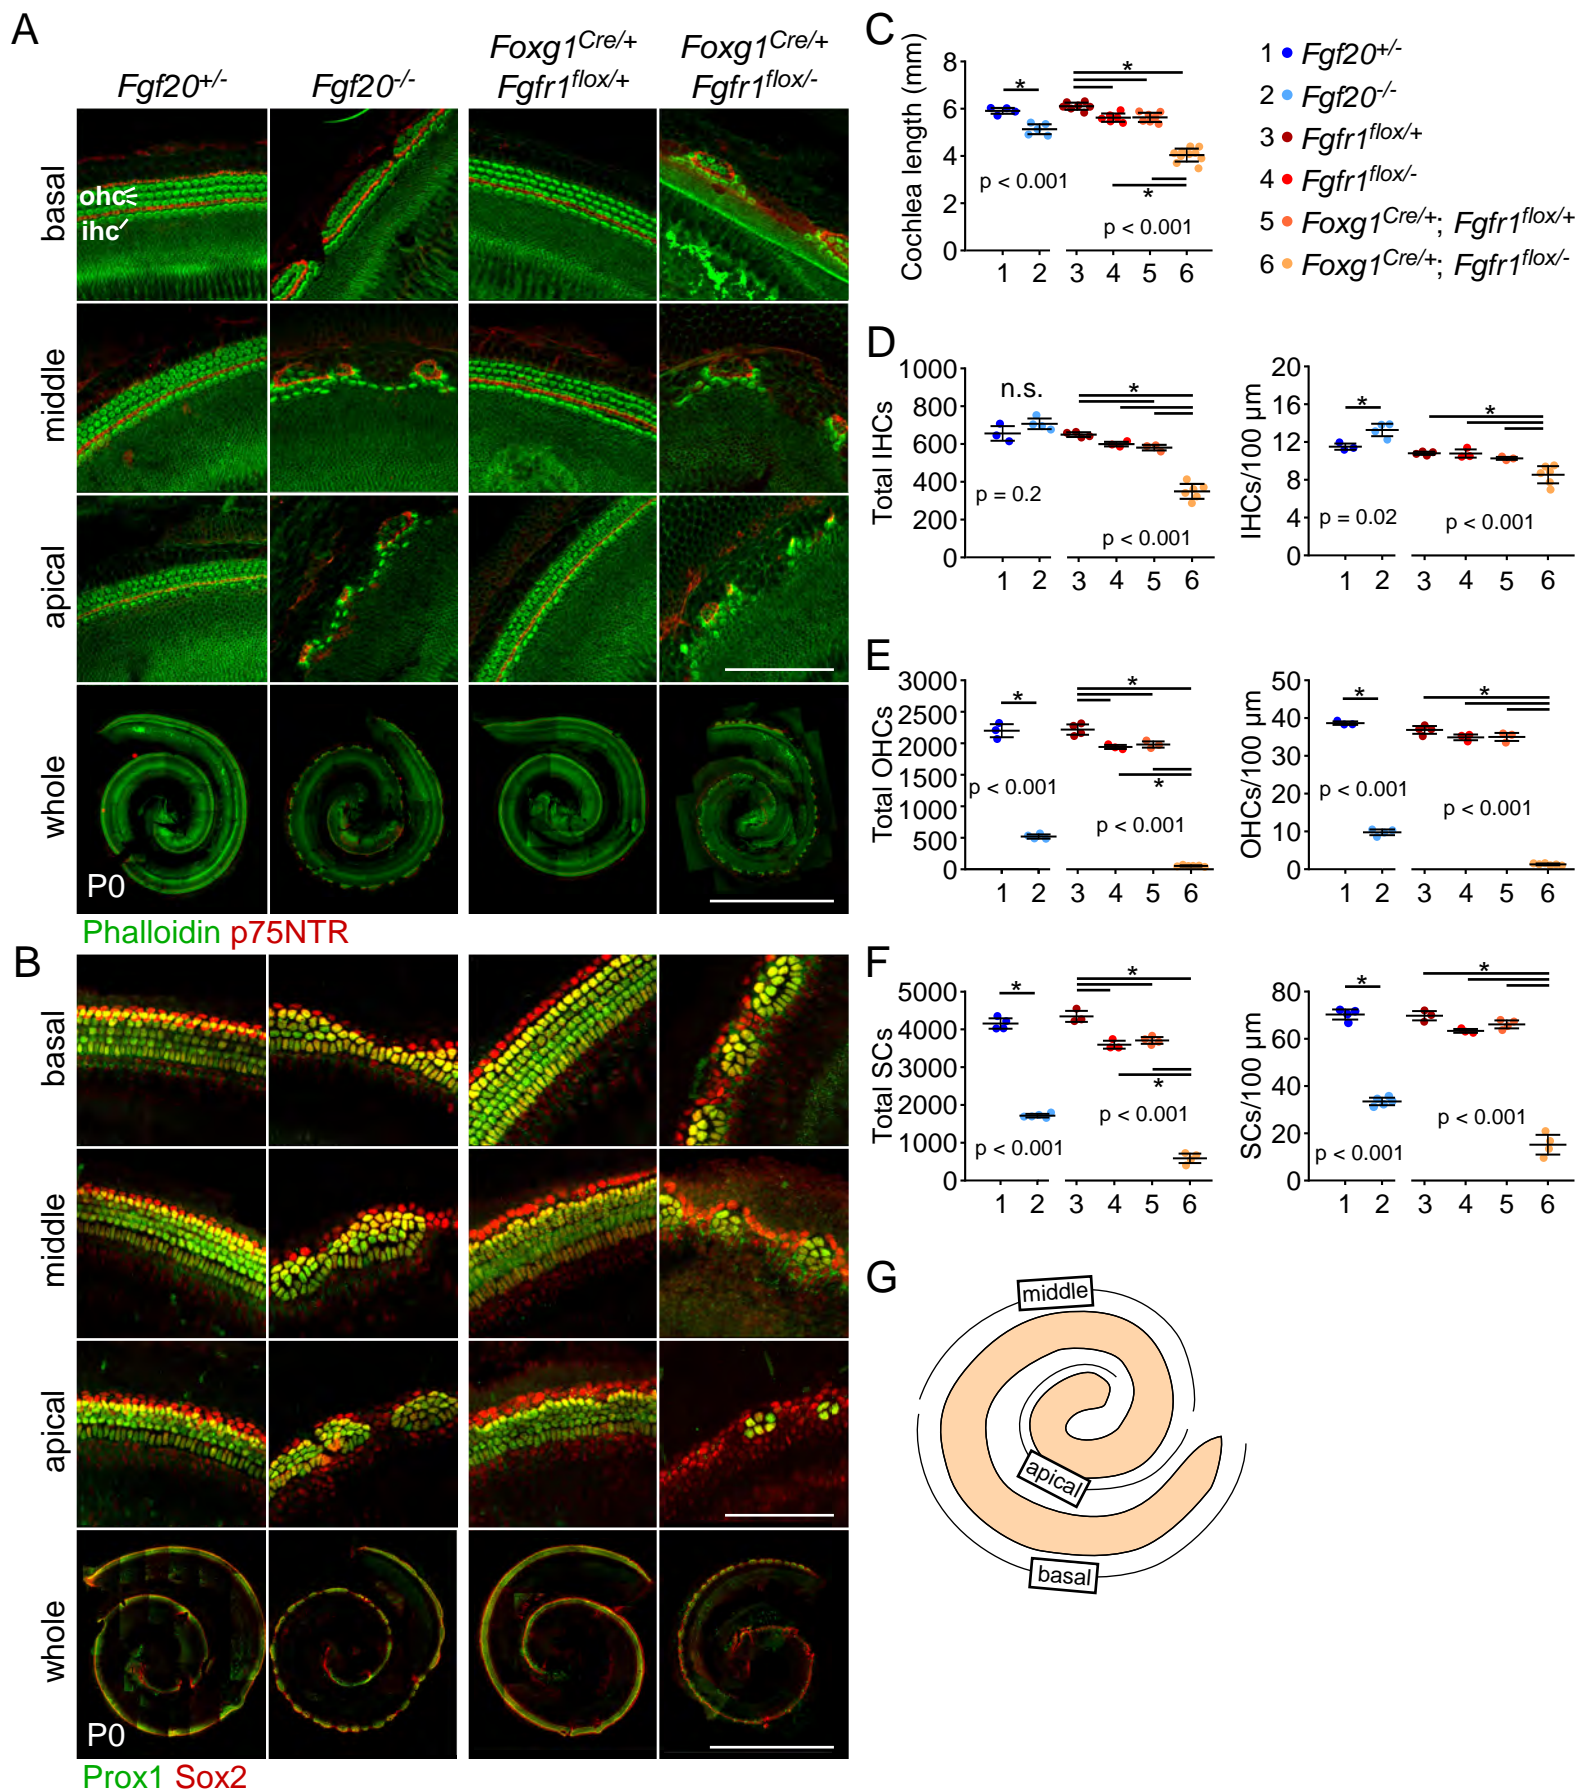 A
Fgf20+/-
Fgf20-/-
Foxg1Cre/+
Fgfr1flox/+
Foxg1Cre/+
Fgfr1flox/-
basal
ohc
ihc
middle
apical
whole
P0
Phalloidin p75NTR
B
basal
middle
apical
whole
P0
Prox1 Sox2
C
Cochlea length (mm)
8
6
4
2
0
*
p < 0.001
*
*
p < 0.001
1 2 3 4 5 6
1 Fgf20+/-
2 Fgf20-/-
3 Fgfr1flox/+
4 Fgfr1flox/-
5 Foxg1Cre/+; Fgfr1flox/+
6 Foxg1Cre/+; Fgfr1flox/-
D
Total IHCs
1000
800
600
400
200
0
n.s.
p = 0.2
*
p < 0.001
1 2 3 4 5 6
IHCs/100 µm
20
16
12
8
4
0
*
p = 0.02
*
p < 0.001
1 2 3 4 5 6
E
Total OHCs
3000
2500
2000
1500
1000
500
0
*
p < 0.001
*
*
p < 0.001
1 2 3 4 5 6
OHCs/100 µm
50
40
30
20
10
0
*
p < 0.001
*
p < 0.001
1 2 3 4 5 6
F
Total SCs
5000
4000
3000
2000
1000
0
*
p < 0.001
*
*
p < 0.001
1 2 3 4 5 6
SCs/100 µm
80
60
40
20
0
*
p < 0.001
*
p < 0.001
1 2 3 4 5 6
G
middle
apical
basal